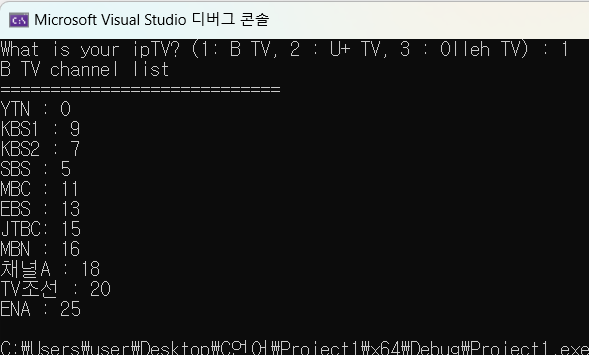 Microsoft Visual Studio 디버그 콘솔
What is your ipTV? (1: B TV, 2 : U+ TV, 3 : Olleh TV) : 1
B TV channel list
============================
YTN : 0
KBS1 : 9
KBS2 : 7
SBS : 5
MBC : 11
EBS : 13
JTBC: 15
MBN : 16
채널A : 18
TV조선 : 20
ENA : 25
C:₩Users₩user₩Desktop₩C언어₩Project1₩x64₩Debug₩Project1.exe